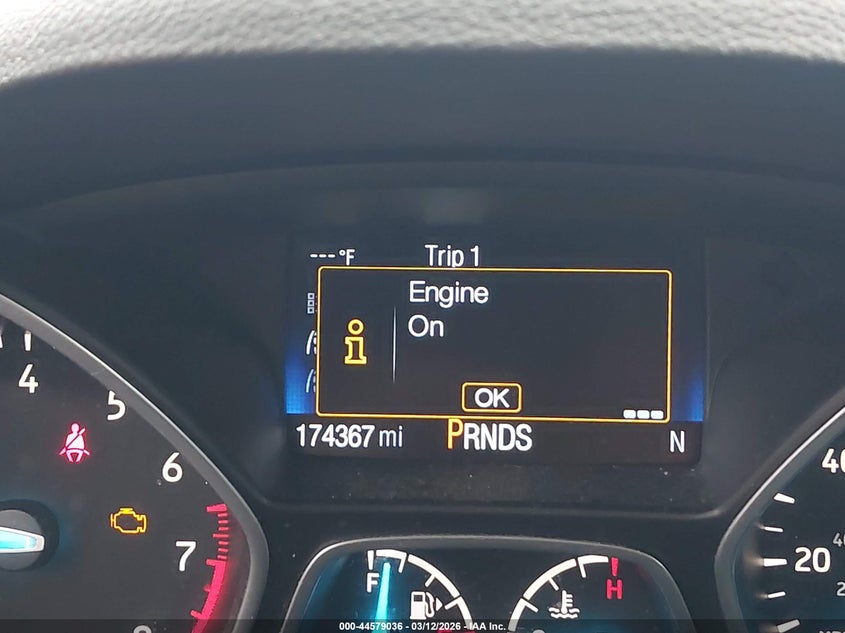 ---°F Trip 1
Engine
On
OK
174367 mi PRNDS N
4
5
6
7
F
H
20
000-44579036 - 03/12/2026 - IAA Inc.